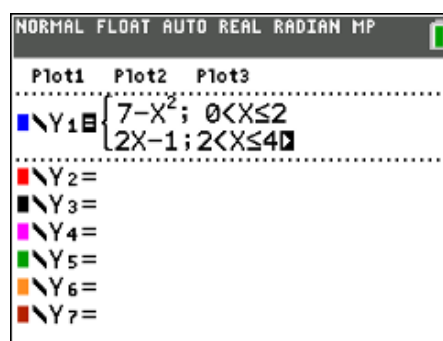 NORMAL FLOAT AUTO REAL RADIAN MP
Plot1 Plot2 Plot3
\Y₁={7-X²; 0<X≤2
2X-1;2<X≤4
\Y₂=
\Y₃=
\Y₄=
\Y₅=
\Y₆=
\Y₇=